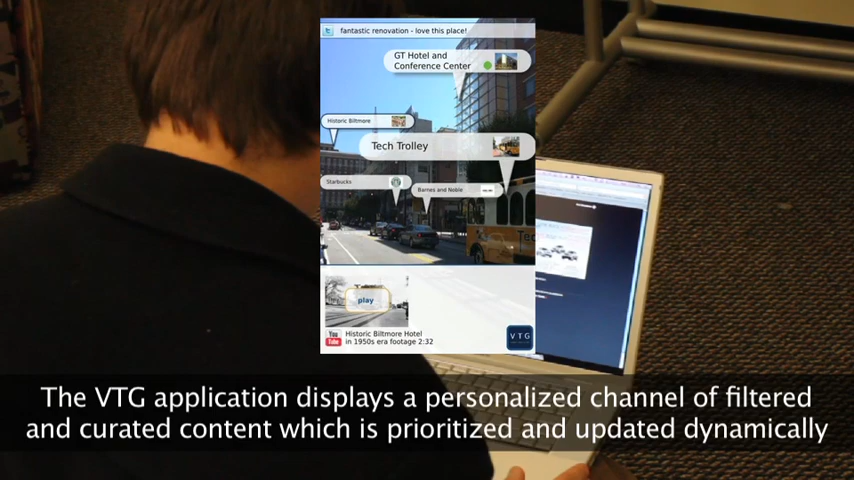 fantastic renovation - love this place!
GT Hotel and
Conference Center
Historic Biltmore
Tech Trolley
Starbucks
Barnes and Noble
Tec
play
You
Tube
Historic Biltmore Hotel
in 1950s era footage 2:32
VTG
The VTG application displays a personalized channel of filtered
and curated content which is prioritized and updated dynamically